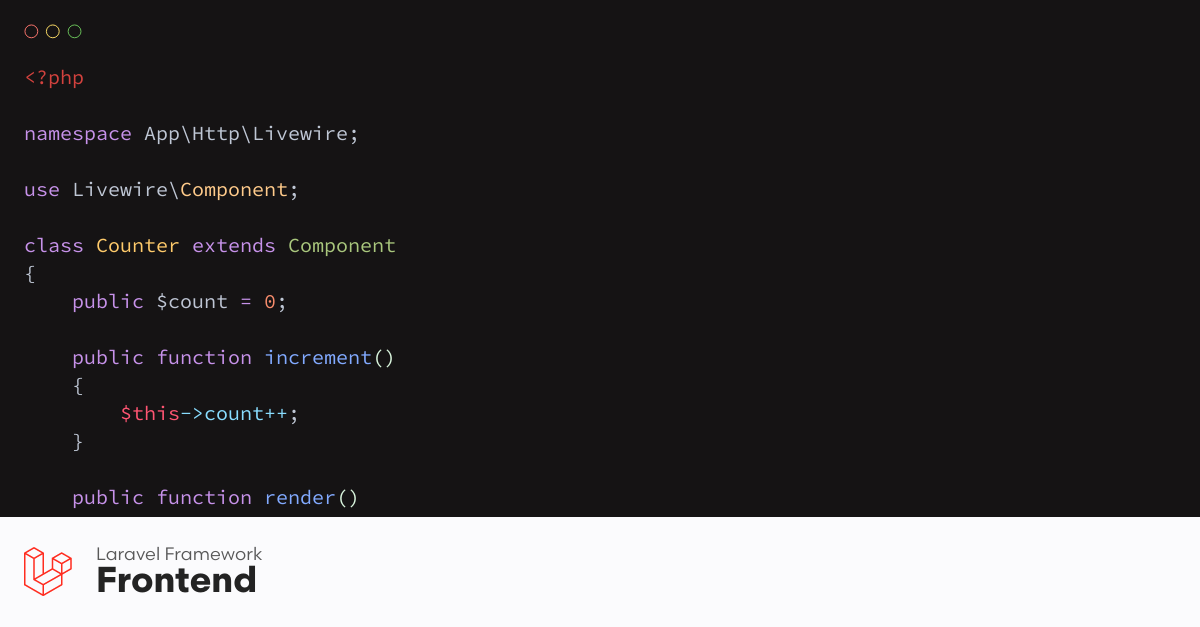 <?php
namespace App\Http\Livewire;
use Livewire\Component;
class Counter extends Component
{
    public $count = 0;
    public function increment()
    {
        $this->count++;
    }
    public function render()
Laravel Framework
Frontend